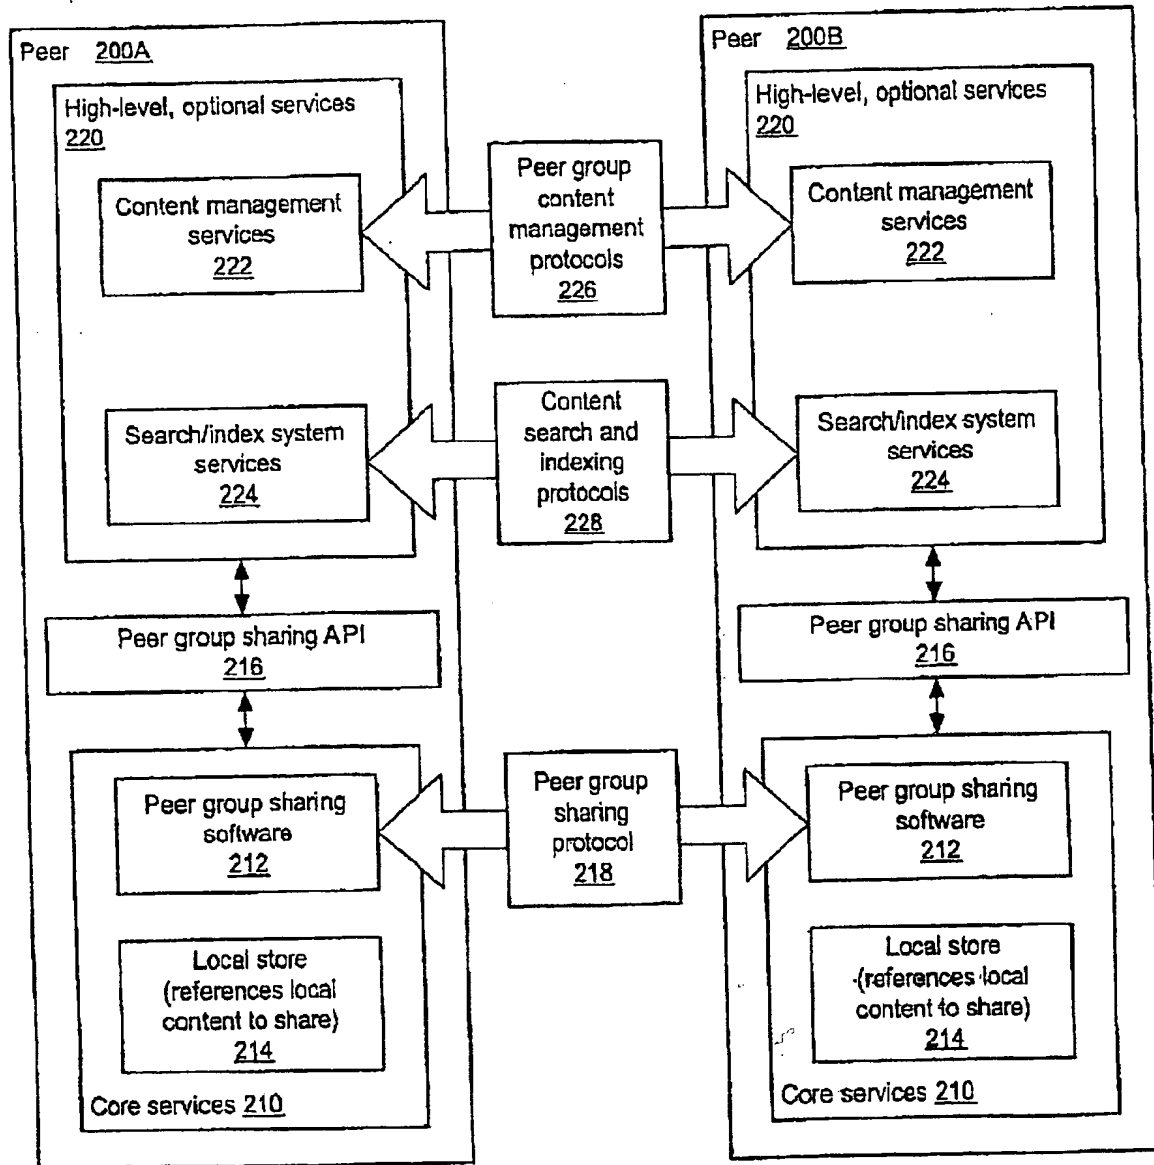 Peer 200A
High-level, optional services
220
Content management
services
222
Search/index system
services
224
Peer group sharing API
216
Peer group sharing
software
212
Local store
(references local
content to share)
214
Core services 210
Peer group
content
management
protocols
226
Content
search and
indexing
protocols
228
Peer group
sharing
protocol
218
Peer 200B
High-level, optional services
220
Content management
services
222
Search/index system
services
224
Peer group sharing API
216
Peer group sharing
software
212
Local store
(references local
content to share)
214
Core services 210